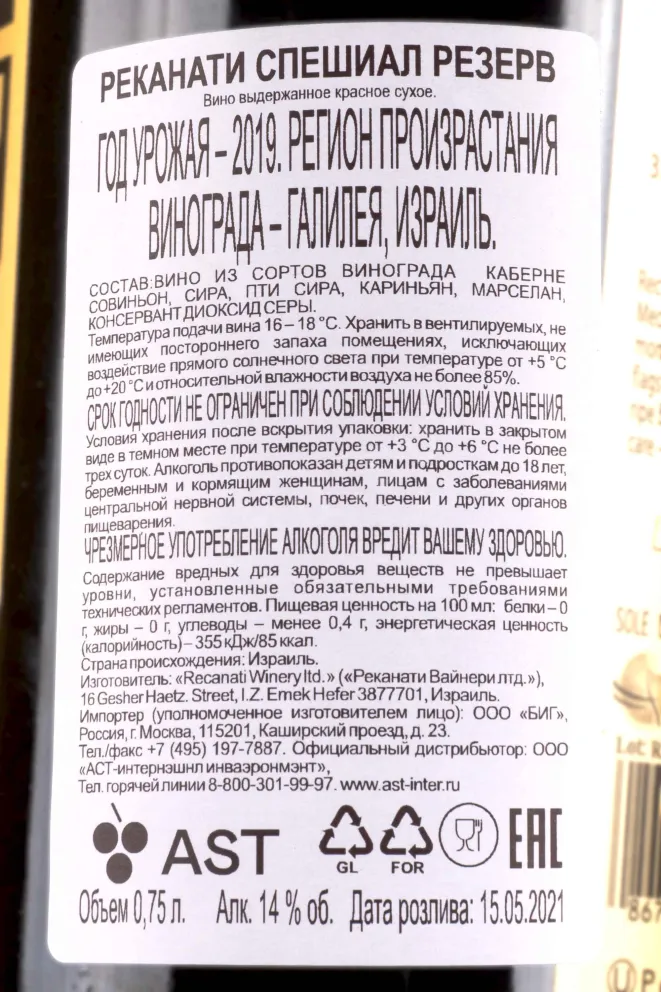 РЕКАНАТИ СПЕШИАЛ РЕЗЕРВ
Вино выдержанное красное сухое.
ГОД УРОЖАЯ – 2019. РЕГИОН ПРОИЗРАСТАНИЯ
ВИНОГРАДА – ГАЛИЛЕЯ, ИЗРАИЛЬ.
СОСТАВ:ВИНО ИЗ СОРТОВ ВИНОГРАДА КАБЕРНЕ
СОВИНЬОН, СИРА, ПТИ СИРА, КАРИНЬЯН, МАРСЕЛАН,
КОНСЕРВАНТ ДИОКСИД СЕРЫ.
Температура подачи вина 16 – 18 °C. Хранить в вентилируемых, не
имеющих постороннего запаха помещениях, исключающих
воздействие прямого солнечного света при температуре от +5 °C
до +20 °C и относительной влажности воздуха не более 85%.
СРОК ГОДНОСТИ НЕ ОГРАНИЧЕН ПРИ СОБЛЮДЕНИИ УСЛОВИЙ ХРАНЕНИЯ.
Условия хранения после вскрытия упаковки: хранить в закрытом
виде в темном месте при температуре от +3 °C до +6 °C не более
трех суток. Алкоголь противопоказан детям и подросткам до 18 лет,
беременным и кормящим женщинам, лицам с заболеваниями
центральной нервной системы, почек, печени и других органов
пищеварения.
ЧРЕЗМЕРНОЕ УПОТРЕБЛЕНИЕ АЛКОГОЛЯ ВРЕДИТ ВАШЕМУ ЗДОРОВЬЮ.
Содержание вредных для здоровья веществ не превышает
уровни, установленные обязательными требованиями
технических регламентов. Пищевая ценность на 100 мл: белки – 0
г, жиры – 0 г, углеводы – менее 0,4 г, энергетическая ценность
(калорийность) – 355 кДж/85 ккал.
Страна происхождения: Израиль.
Изготовитель: «Recanati Winery ltd.» («Реканати Вайнери лтд.»),
16 Gesher Haetz. Street, I.Z. Emek Hefer 3877701, Израиль.
Импортер (уполномоченное изготовителем лицо): ООО «БИГ»,
Россия, г. Москва, 115201, Каширский проезд, д. 23.
Тел./факс +7 (495) 197-7887. Официальный дистрибьютор: ООО
«АСТ-интернэшнл инваэронмэнт»,
Тел. горячей линии 8-800-301-99-97. www.ast-inter.ru
AST
GL
FOR
EAC
Объем 0,75 л. Алк. 14 % об. Дата розлива: 15.05.2021
SOLE
Lot: R
867